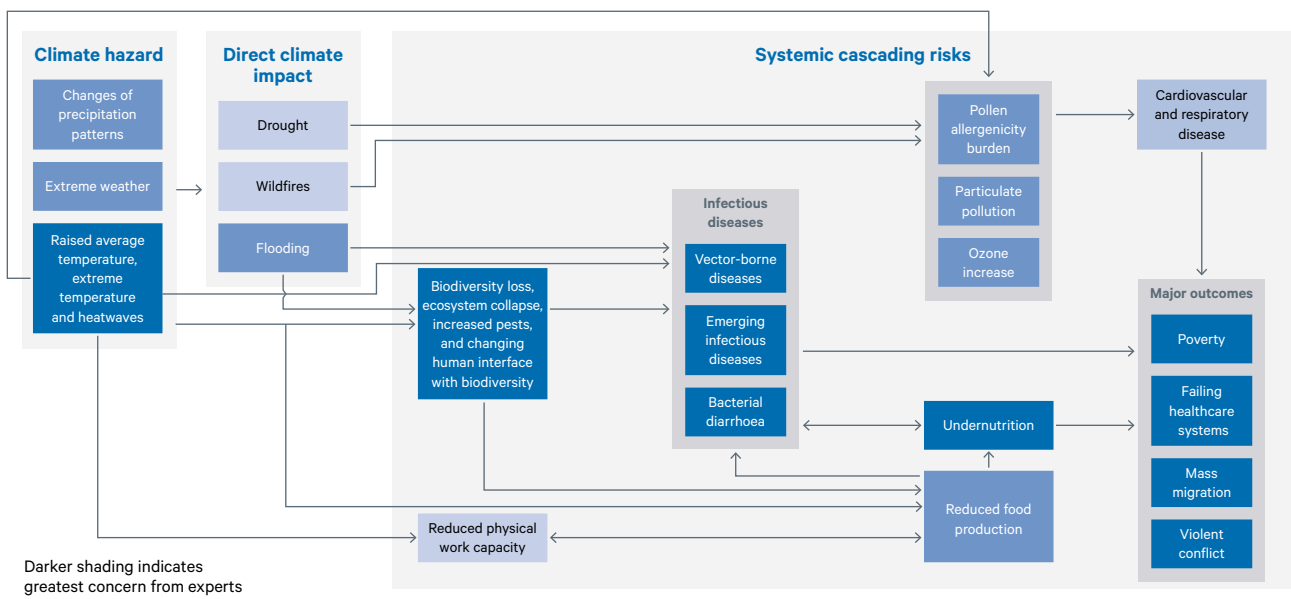 Climate hazard
Changes of
precipitation
patterns
Extreme weather
Raised average
temperature,
extreme
temperature
and heatwaves
Direct climate
impact
Drought
Wildfires
Flooding
Systemic cascading risks
Biodiversity loss,
ecosystem collapse,
increased pests,
and changing
human interface
with biodiversity
Reduced physical
work capacity
Infectious
diseases
Vector-borne
diseases
Emerging
infectious
diseases
Bacterial
diarrhoea
Pollen
allergenicity
burden
Particulate
pollution
Ozone
increase
Undernutrition
Reduced food
production
Cardiovascular
and respiratory
disease
Major outcomes
Poverty
Failing
healthcare
systems
Mass
migration
Violent
conflict
Darker shading indicates
greatest concern from experts